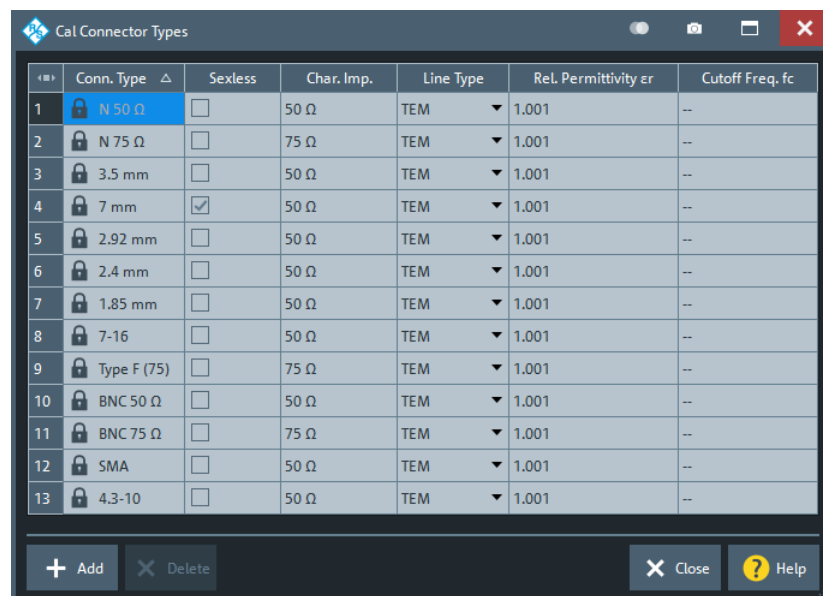 Cal Connector Types
Conn. Type Sexless Char. Imp. Line Type Rel. Permittivity εr Cutoff Freq. fc
1 N 50 Ω 50 Ω TEM 1.001 --
2 N 75 Ω 75 Ω TEM 1.001 --
3 3.5 mm 50 Ω TEM 1.001 --
4 7 mm 50 Ω TEM 1.001 --
5 2.92 mm 50 Ω TEM 1.001 --
6 2.4 mm 50 Ω TEM 1.001 --
7 1.85 mm 50 Ω TEM 1.001 --
8 7-16 50 Ω TEM 1.001 --
9 Type F (75) 75 Ω TEM 1.001 --
10 BNC 50 Ω 50 Ω TEM 1.001 --
11 BNC 75 Ω 75 Ω TEM 1.001 --
12 SMA 50 Ω TEM 1.001 --
13 4.3-10 50 Ω TEM 1.001 --
Add Delete Close ? Help